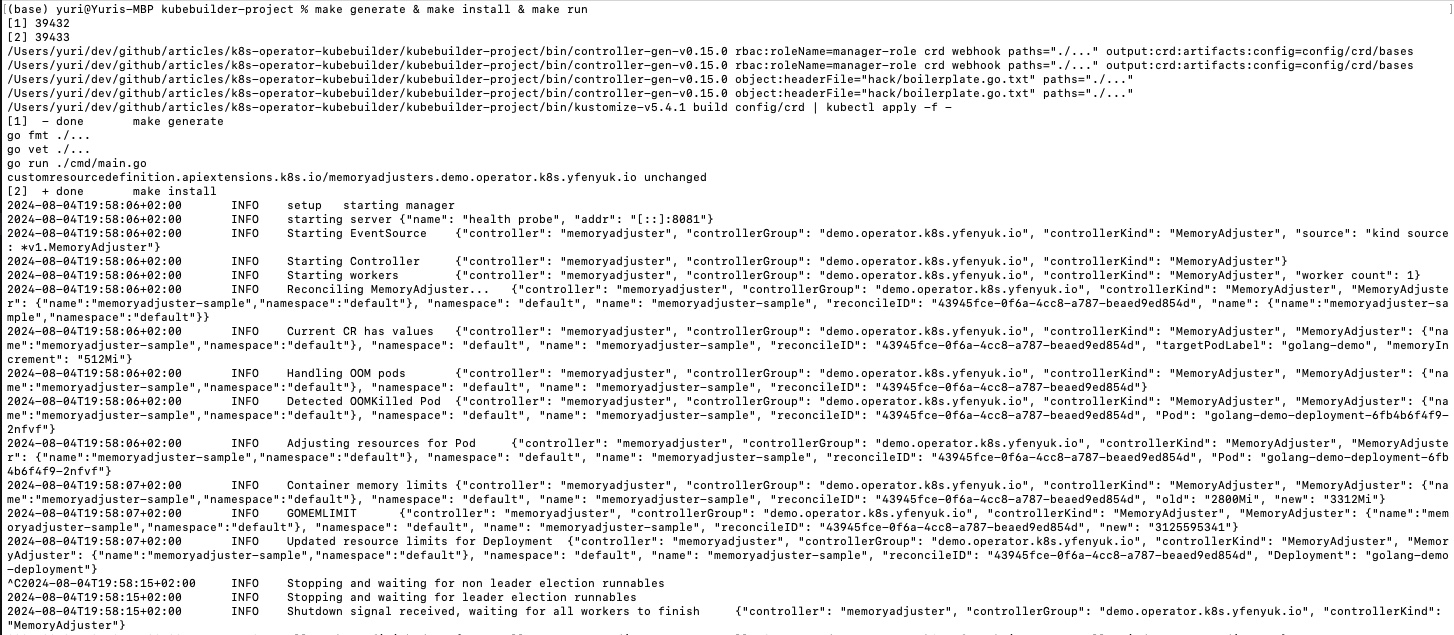 (base) yuri@Yuris-MBP kubebuilder-project % make generate & make install & make run
[1] 39432
[2] 39433
/Users/yuri/dev/github/articles/k8s-operator-kubebuilder/kubebuilder-project/bin/controller-gen-v0.15.0 rbac:roleName=manager-role crd webhook paths="./..." output:crd:artifacts:config=config/crd/bases
/Users/yuri/dev/github/articles/k8s-operator-kubebuilder/kubebuilder-project/bin/controller-gen-v0.15.0 rbac:roleName=manager-role crd webhook paths="./..." output:crd:artifacts:config=config/crd/bases
/Users/yuri/dev/github/articles/k8s-operator-kubebuilder/kubebuilder-project/bin/controller-gen-v0.15.0 object:headerFile="hack/boilerplate.go.txt" paths="./..."
/Users/yuri/dev/github/articles/k8s-operator-kubebuilder/kubebuilder-project/bin/controller-gen-v0.15.0 object:headerFile="hack/boilerplate.go.txt" paths="./..."
/Users/yuri/dev/github/articles/k8s-operator-kubebuilder/kubebuilder-project/bin/kustomize-v5.4.1 build config/crd | kubectl apply -f -
[1]  - done       make generate
go fmt ./...
go vet ./...
go run ./cmd/main.go
customresourcedefinition.apiextensions.k8s.io/memoryadjusters.demo.operator.k8s.yfenyuk.io unchanged
[2]  + done       make install
2024-08-04T19:58:06+02:00       INFO    setup   starting manager
2024-08-04T19:58:06+02:00       INFO    starting server {"name": "health probe", "addr": "[::]:8081"}
2024-08-04T19:58:06+02:00       INFO    Starting EventSource    {"controller": "memoryadjuster", "controllerGroup": "demo.operator.k8s.yfenyuk.io", "controllerKind": "MemoryAdjuster", "source": "kind source
: *v1.MemoryAdjuster"}
2024-08-04T19:58:06+02:00       INFO    Starting Controller     {"controller": "memoryadjuster", "controllerGroup": "demo.operator.k8s.yfenyuk.io", "controllerKind": "MemoryAdjuster"}
2024-08-04T19:58:06+02:00       INFO    Starting workers        {"controller": "memoryadjuster", "controllerGroup": "demo.operator.k8s.yfenyuk.io", "controllerKind": "MemoryAdjuster", "worker count": 1}
2024-08-04T19:58:06+02:00       INFO    Reconciling MemoryAdjuster...   {"controller": "memoryadjuster", "controllerGroup": "demo.operator.k8s.yfenyuk.io", "controllerKind": "MemoryAdjuster", "MemoryAdjuste
r": {"name":"memoryadjuster-sample","namespace":"default"}, "namespace": "default", "name": "memoryadjuster-sample", "reconcileID": "43945fce-0f6a-4cc8-a787-beaed9ed854d", "name": {"name":"memoryadjuster-sa
mple","namespace":"default"}}
2024-08-04T19:58:06+02:00       INFO    Current CR has values   {"controller": "memoryadjuster", "controllerGroup": "demo.operator.k8s.yfenyuk.io", "controllerKind": "MemoryAdjuster", "MemoryAdjuster": {"na
me":"memoryadjuster-sample","namespace":"default"}, "namespace": "default", "name": "memoryadjuster-sample", "reconcileID": "43945fce-0f6a-4cc8-a787-beaed9ed854d", "targetPodLabel": "golang-demo", "memoryIn
crement": "512Mi"}
2024-08-04T19:58:06+02:00       INFO    Handling OOM pods       {"controller": "memoryadjuster", "controllerGroup": "demo.operator.k8s.yfenyuk.io", "controllerKind": "MemoryAdjuster", "MemoryAdjuster": {"na
me":"memoryadjuster-sample","namespace":"default"}, "namespace": "default", "name": "memoryadjuster-sample", "reconcileID": "43945fce-0f6a-4cc8-a787-beaed9ed854d"}
2024-08-04T19:58:06+02:00       INFO    Detected OOMKilled Pod  {"controller": "memoryadjuster", "controllerGroup": "demo.operator.k8s.yfenyuk.io", "controllerKind": "MemoryAdjuster", "MemoryAdjuster": {"na
me":"memoryadjuster-sample","namespace":"default"}, "namespace": "default", "name": "memoryadjuster-sample", "reconcileID": "43945fce-0f6a-4cc8-a787-beaed9ed854d", "Pod": "golang-demo-deployment-6fb4b6f4f9-
2nfvf"}
2024-08-04T19:58:06+02:00       INFO    Adjusting resources for Pod     {"controller": "memoryadjuster", "controllerGroup": "demo.operator.k8s.yfenyuk.io", "controllerKind": "MemoryAdjuster", "MemoryAdjuste
r": {"name":"memoryadjuster-sample","namespace":"default"}, "namespace": "default", "name": "memoryadjuster-sample", "reconcileID": "43945fce-0f6a-4cc8-a787-beaed9ed854d", "Pod": "golang-demo-deployment-6fb
4b6f4f9-2nfvf"}
2024-08-04T19:58:07+02:00       INFO    Container memory limits {"controller": "memoryadjuster", "controllerGroup": "demo.operator.k8s.yfenyuk.io", "controllerKind": "MemoryAdjuster", "MemoryAdjuster": {"na
me":"memoryadjuster-sample","namespace":"default"}, "namespace": "default", "name": "memoryadjuster-sample", "reconcileID": "43945fce-0f6a-4cc8-a787-beaed9ed854d", "old": "2800Mi", "new": "3312Mi"}
2024-08-04T19:58:07+02:00       INFO    GOMEMLIMIT      {"controller": "memoryadjuster", "controllerGroup": "demo.operator.k8s.yfenyuk.io", "controllerKind": "MemoryAdjuster", "MemoryAdjuster": {"name":"mem
oryadjuster-sample","namespace":"default"}, "namespace": "default", "name": "memoryadjuster-sample", "reconcileID": "43945fce-0f6a-4cc8-a787-beaed9ed854d", "new": "3125595341"}
2024-08-04T19:58:07+02:00       INFO    Updated resource limits for Deployment  {"controller": "memoryadjuster", "controllerGroup": "demo.operator.k8s.yfenyuk.io", "controllerKind": "MemoryAdjuster", "Memor
yAdjuster": {"name":"memoryadjuster-sample","namespace":"default"}, "namespace": "default", "name": "memoryadjuster-sample", "reconcileID": "43945fce-0f6a-4cc8-a787-beaed9ed854d", "Deployment": "golang-demo
-deployment"}
^C2024-08-04T19:58:15+02:00     INFO    Stopping and waiting for non leader election runnables
2024-08-04T19:58:15+02:00       INFO    Stopping and waiting for leader election runnables
2024-08-04T19:58:15+02:00       INFO    Shutdown signal received, waiting for all workers to finish     {"controller": "memoryadjuster", "controllerGroup": "demo.operator.k8s.yfenyuk.io", "controllerKind":
"MemoryAdjuster"}